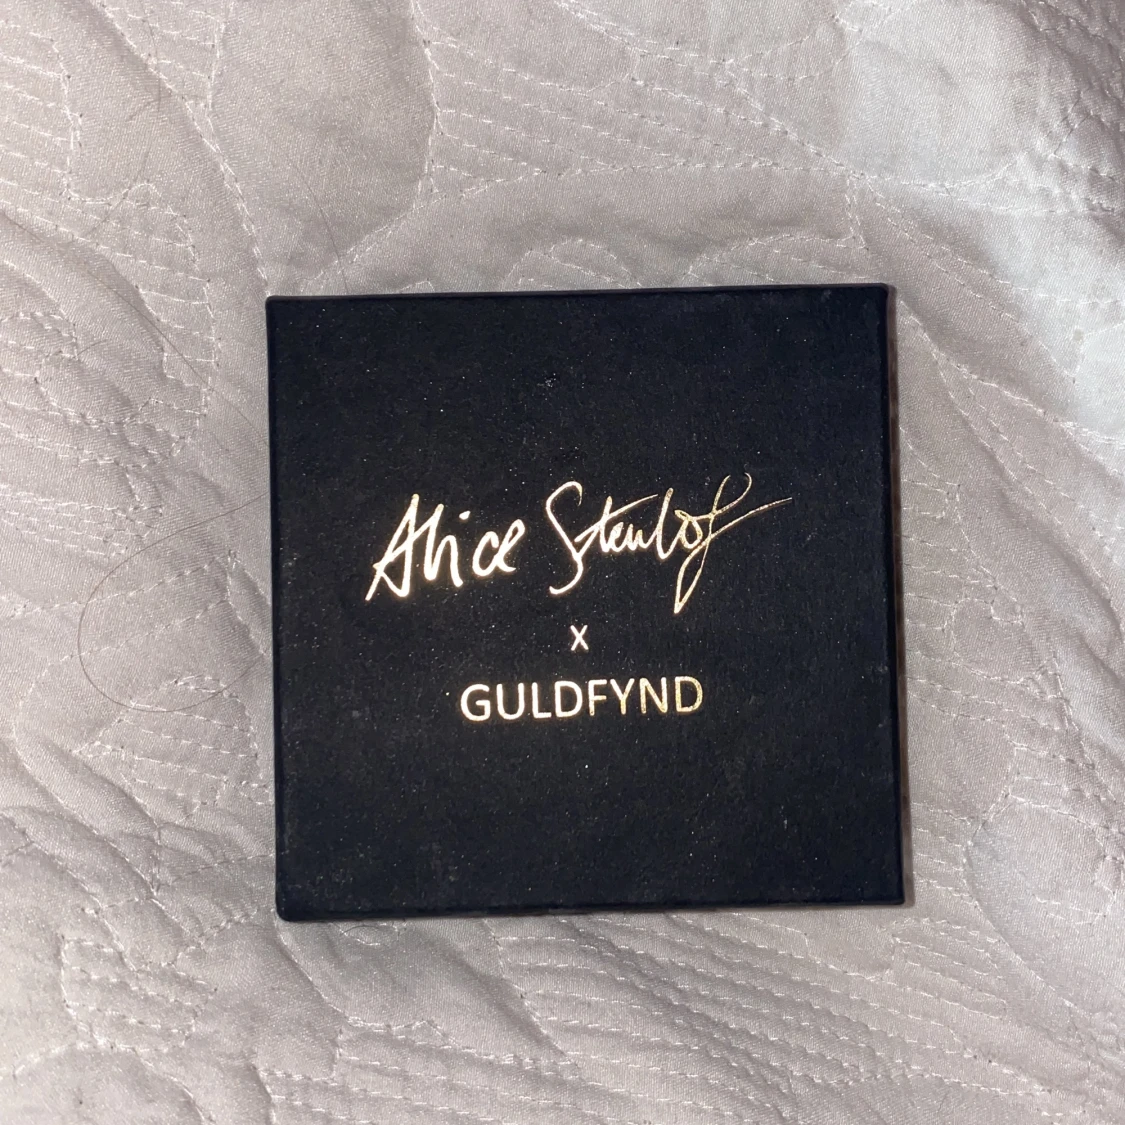 Alice Stenlöf
x
GULDFYND